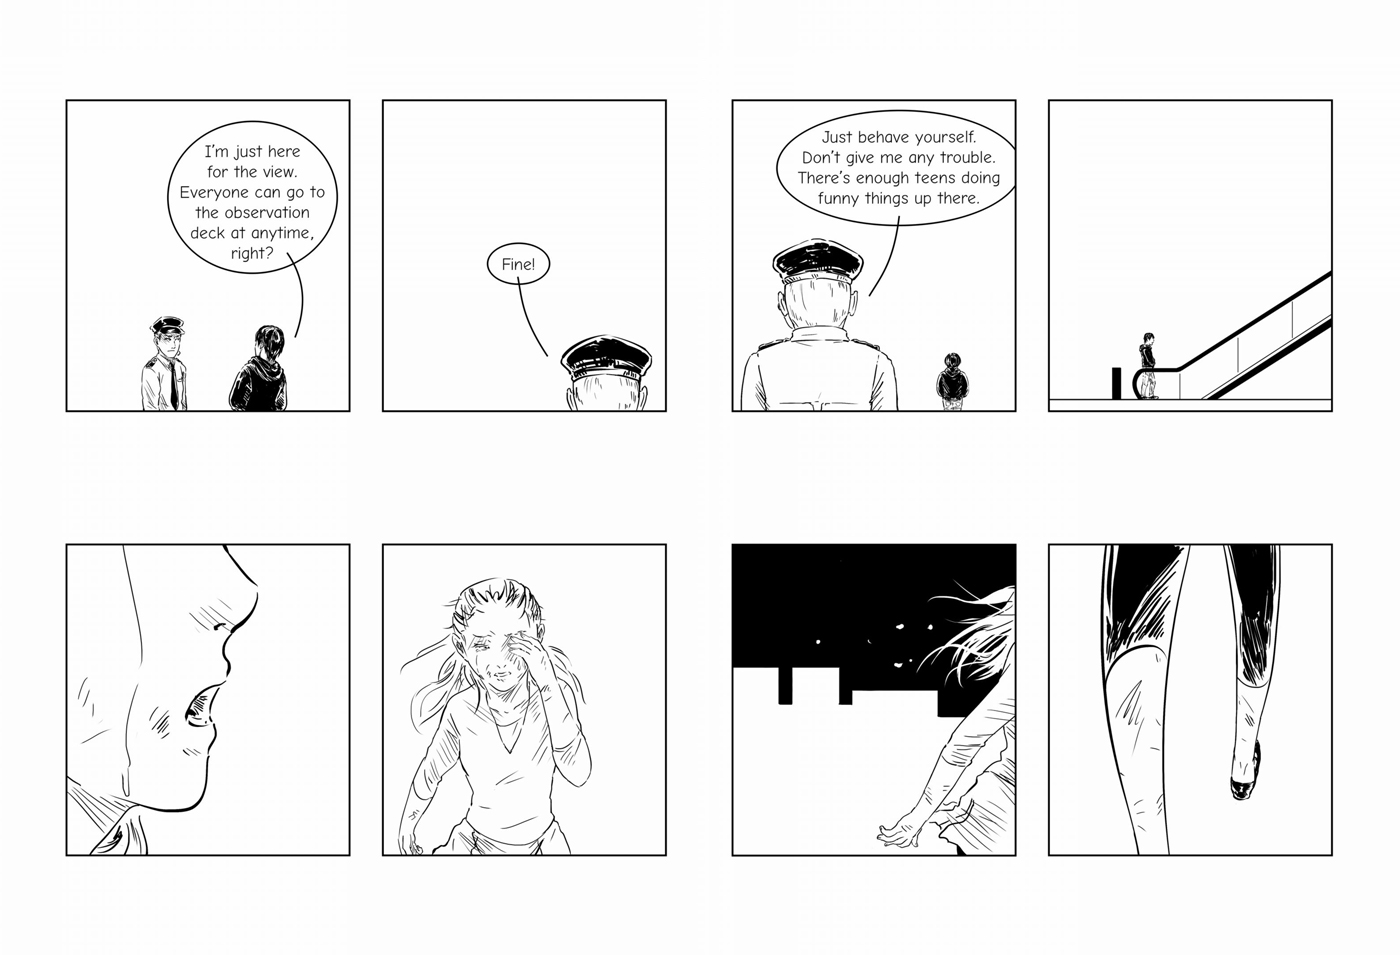 I'm just here
for the view.
Everyone can go to
the observation
deck at anytime,
right?
Fine!
Just behave yourself.
Don't give me any trouble.
There's enough teens doing
funny things up there.